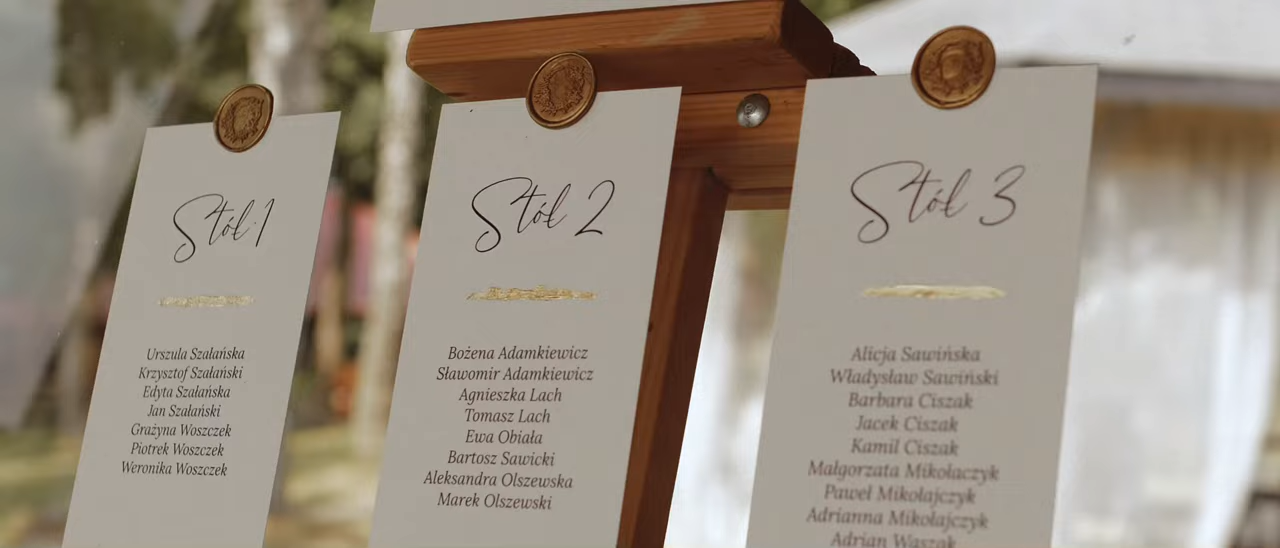 Stół 1
Urszula Szałańska
Krzysztof Szałański
Edyta Szałańska
Jan Szałański
Grażyna Woszczek
Piotrek Woszczek
Weronika Woszczek
Stół 2
Bożena Adamkiewicz
Sławomir Adamkiewicz
Agnieszka Lach
Tomasz Lach
Ewa Obiała
Bartosz Sawicki
Aleksandra Olszewska
Marek Olszewski
Stół 3
Alicja Sawińska
Władysław Sawiński
Barbara Ciszak
Jacek Ciszak
Kamil Ciszak
Małgorzata Mikołaczyk
Paweł Mikołajczyk
Adrianna Mikołajczyk
Adrian Waszak